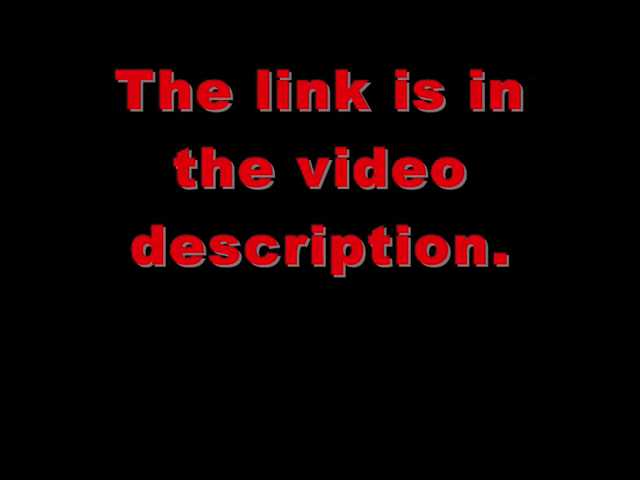 The link is in
the video
description.